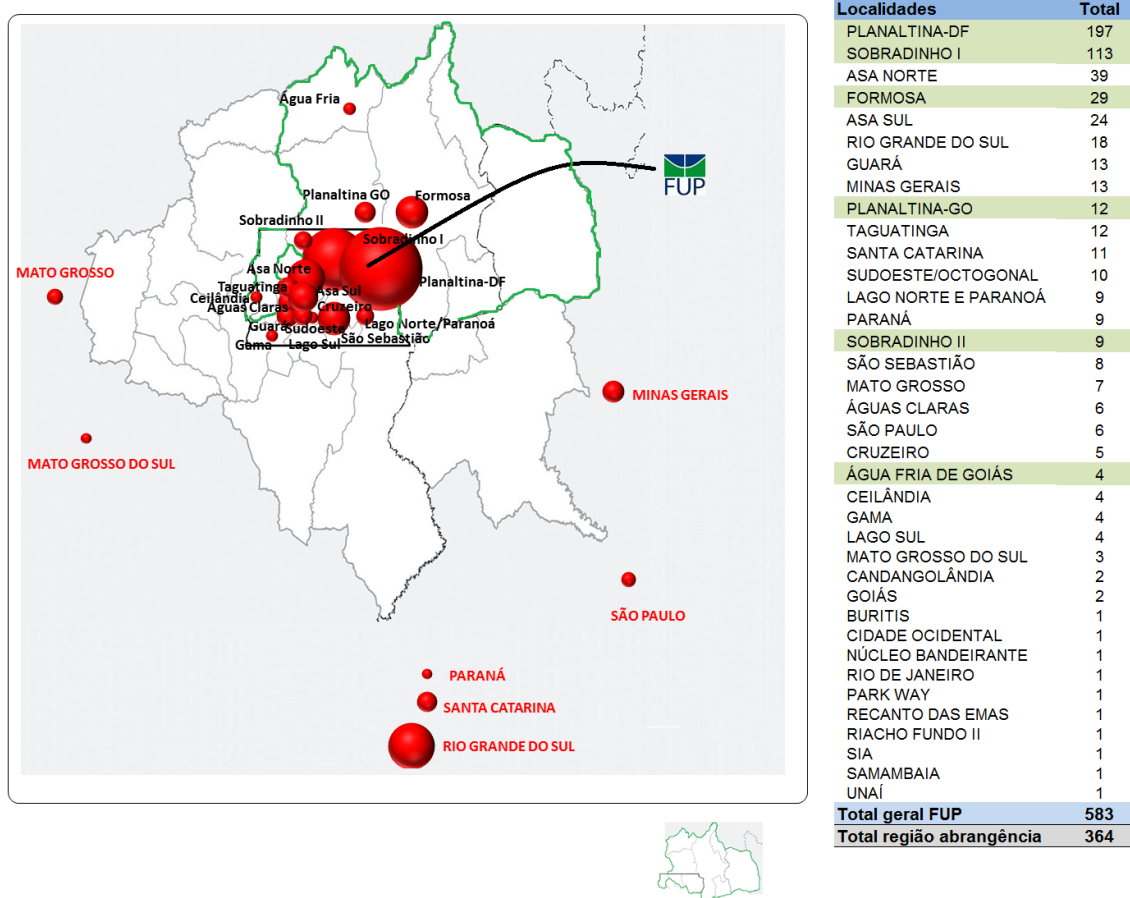 Água Fria
FUP
Planaltina GO
Formosa
Sobradinho II
Sobradinho I
MATO GROSSO
Asa Norte
Planaltina-DF
Taguatinga
Asa Sul
Ceilândia
Águas Claras
Cruzeiro
Guará
Sudoeste
Lago Norte/Paranoá
Gama
Lago Sul
São Sebastião
MINAS GERAIS
MATO GROSSO DO SUL
SÃO PAULO
PARANÁ
SANTA CATARINA
RIO GRANDE DO SUL
Localidades Total
PLANALTINA-DF 197
SOBRADINHO I 113
ASA NORTE 39
FORMOSA 29
ASA SUL 24
RIO GRANDE DO SUL 18
GUARÁ 13
MINAS GERAIS 13
PLANALTINA-GO 12
TAGUATINGA 12
SANTA CATARINA 11
SUDOESTE/OCTOGONAL 10
LAGO NORTE E PARANOÁ 9
PARANÁ 9
SOBRADINHO II 9
SÃO SEBASTIÃO 8
MATO GROSSO 7
ÁGUAS CLARAS 6
SÃO PAULO 6
CRUZEIRO 5
ÁGUA FRIA DE GOIÁS 4
CEILÂNDIA 4
GAMA 4
LAGO SUL 4
MATO GROSSO DO SUL 3
CANDANGOLÂNDIA 2
GOIÁS 2
BURITIS 1
CIDADE OCIDENTAL 1
NÚCLEO BANDEIRANTE 1
RIO DE JANEIRO 1
PARK WAY 1
RECANTO DAS EMAS 1
RIACHO FUNDO II 1
SIA 1
SAMAMBAIA 1
UNAÍ 1
Total geral FUP 583
Total região abrangência 364